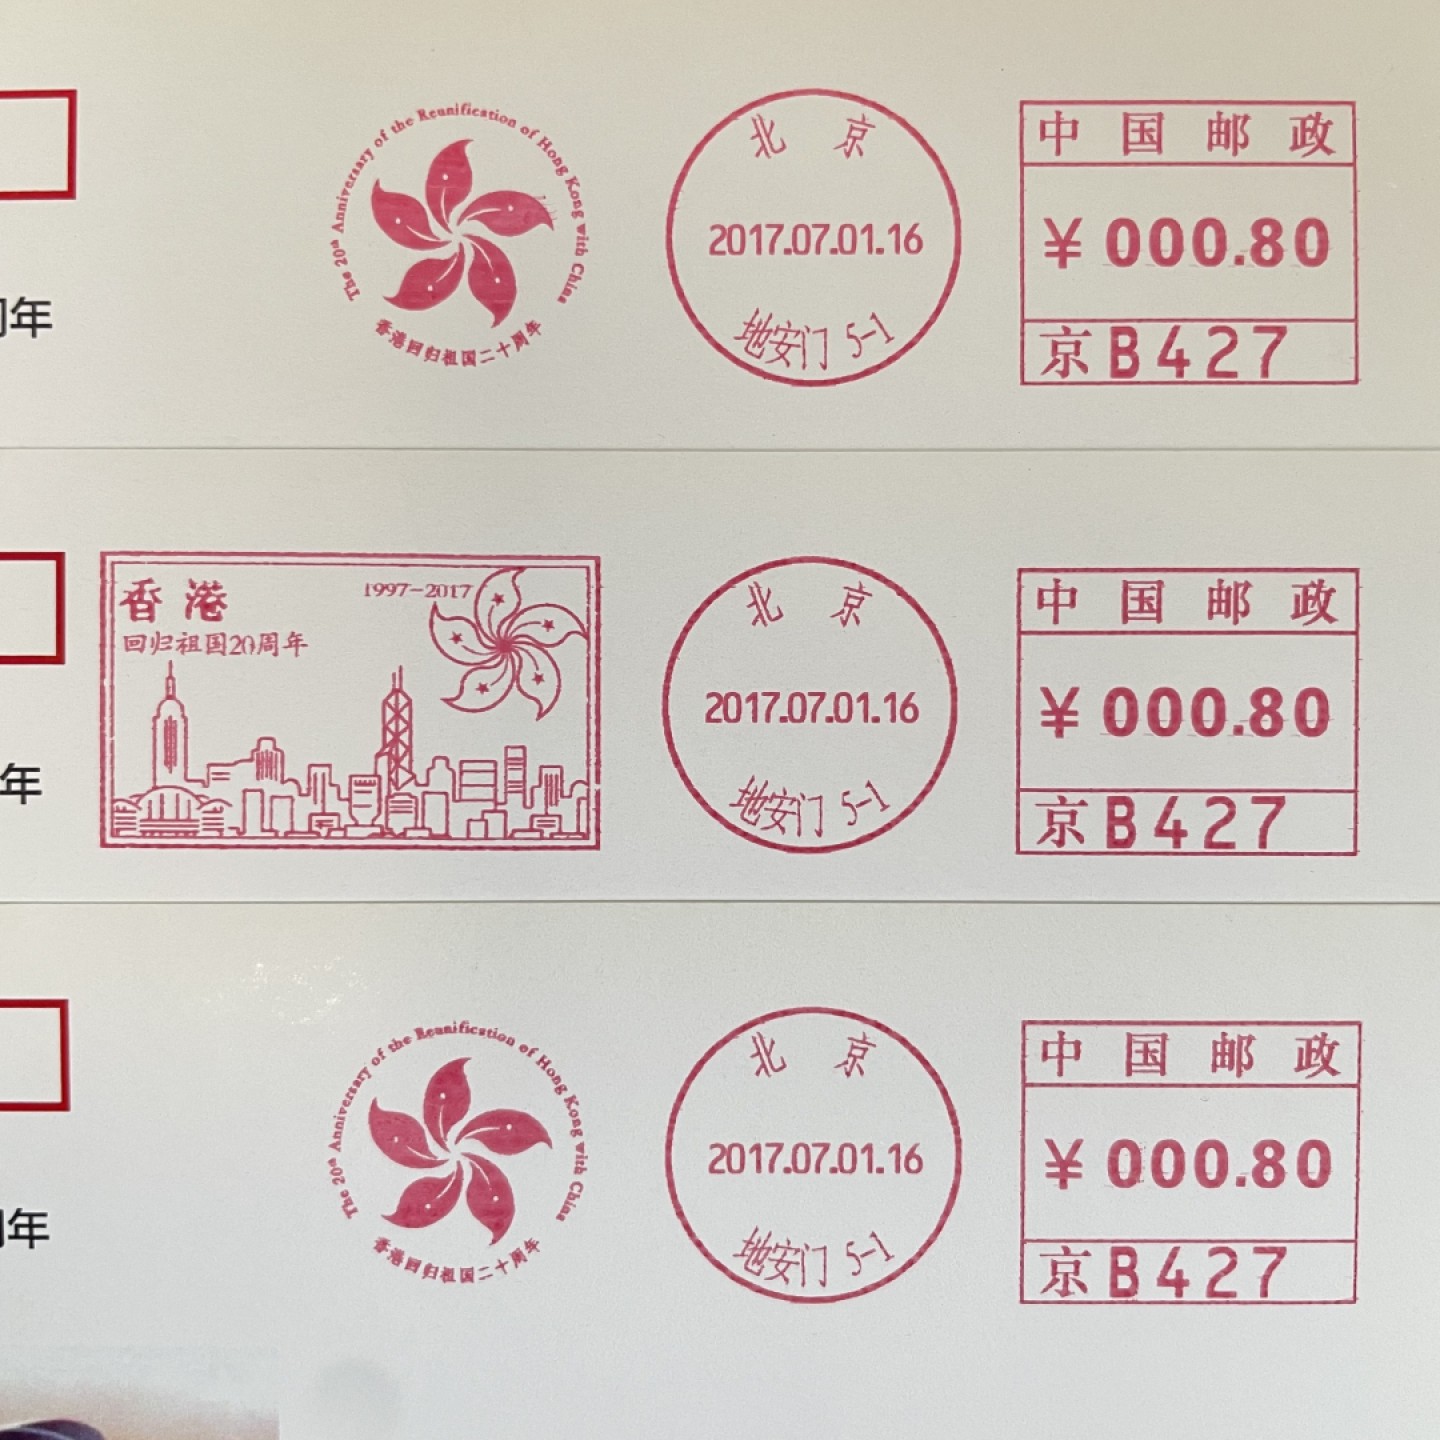 The 20th Anniversary of the Reunification of Hong Kong with China
香港回归祖国二十周年
北京
2017.07.01.16
地安门 5-1
中国邮政
¥000.80
京B427
年
香港
1997-2017
回归祖国20周年
北京
2017.07.01.16
地安门 5-1
中国邮政
¥000.80
京B427
年
The 20th Anniversary of the Reunification of Hong Kong with China
香港回归祖国二十周年
北京
2017.07.01.16
地安门 5-1
中国邮政
¥000.80
京B427
年